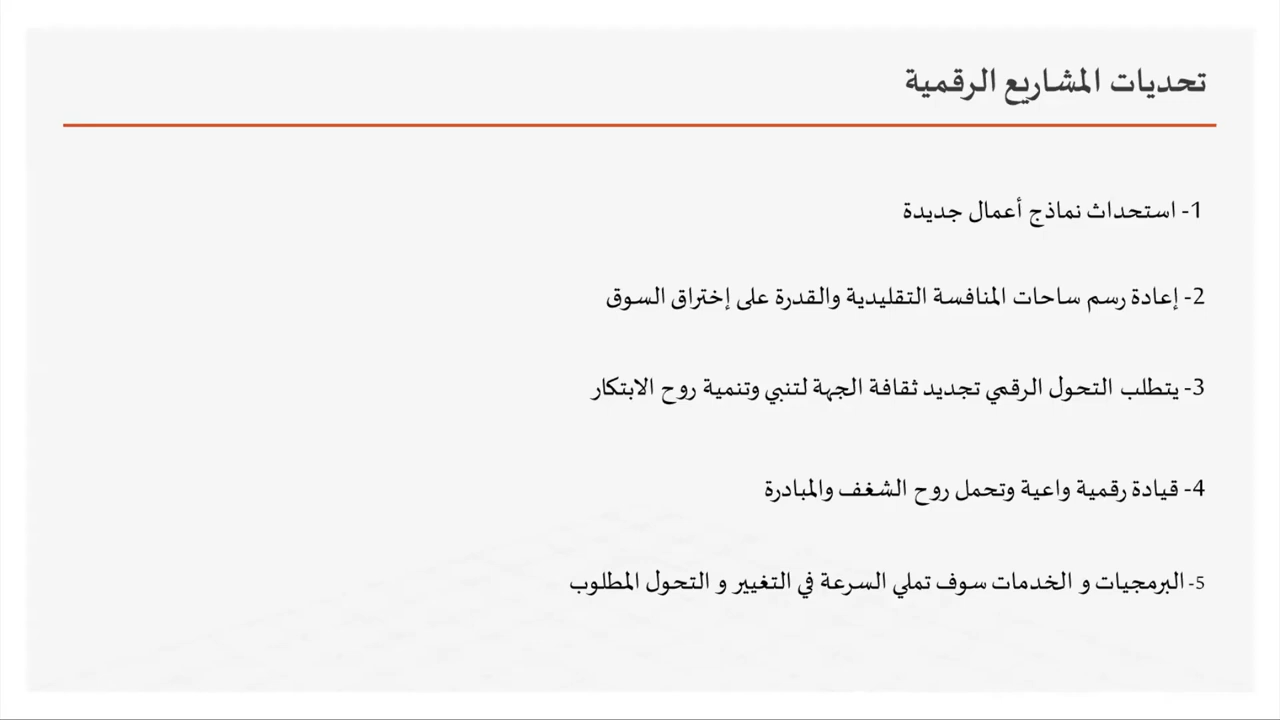 تحديات المشاريع الرقمية
1- استحداث نماذج أعمال جديدة
2- إعادة رسم ساحات المنافسة التقليدية والقدرة على إختراق السوق
3- يتطلب التحول الرقمي تجديد ثقافة الجهة لتنبي وتنمية روح الابتكار
4- قيادة رقمية واعية وتحمل روح الشغف والمبادرة
5- البرمجيات و الخدمات سوف تملي السرعة في التغيير و التحول المطلوب